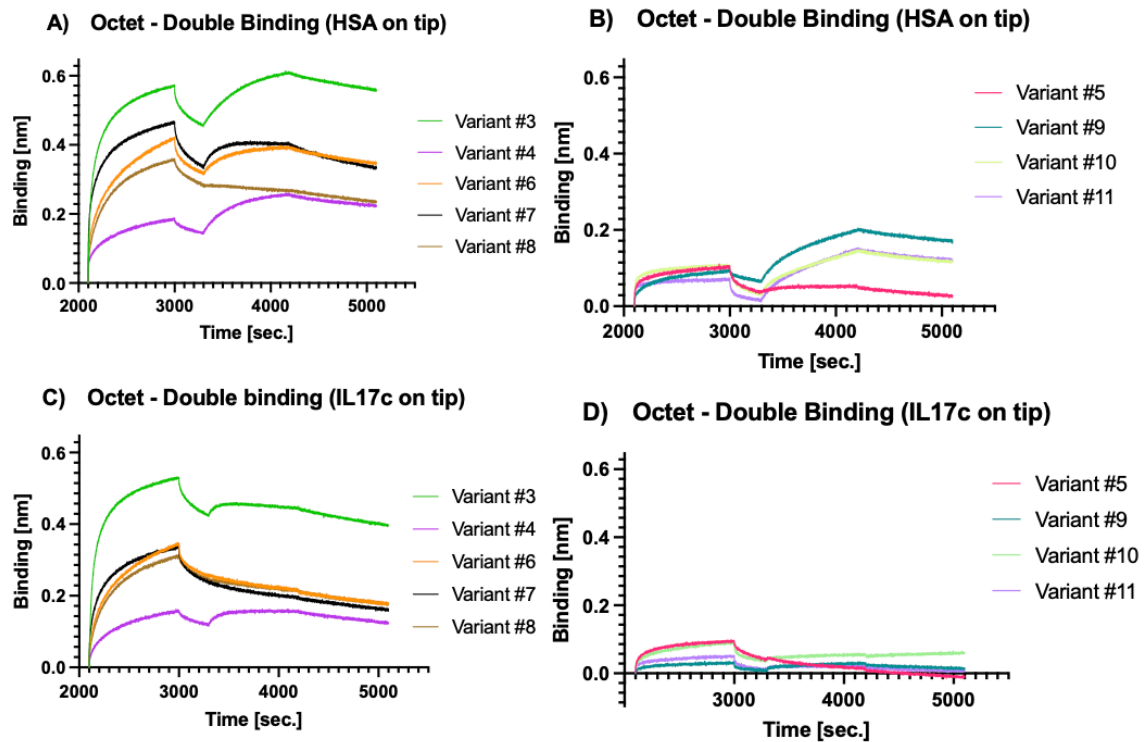 A) Octet - Double Binding (HSA on tip)
Binding [nm]
0.6
0.4
0.2
0.0
2000 3000 4000 5000
Time [sec.]
Variant #3
Variant #4
Variant #6
Variant #7
Variant #8
B) Octet - Double Binding (HSA on tip)
Binding [nm]
0.6
0.4
0.2
0.0
2000 3000 4000 5000
Time [sec.]
Variant #5
Variant #9
Variant #10
Variant #11
C) Octet - Double binding (IL17c on tip)
Binding [nm]
0.6
0.4
0.2
0.0
2000 3000 4000 5000
Time [sec.]
Variant #3
Variant #4
Variant #6
Variant #7
Variant #8
D) Octet - Double Binding (IL17c on tip)
Binding [nm]
0.6
0.4
0.2
0.0
3000 4000 5000
Time [sec.]
Variant #5
Variant #9
Variant #10
Variant #11